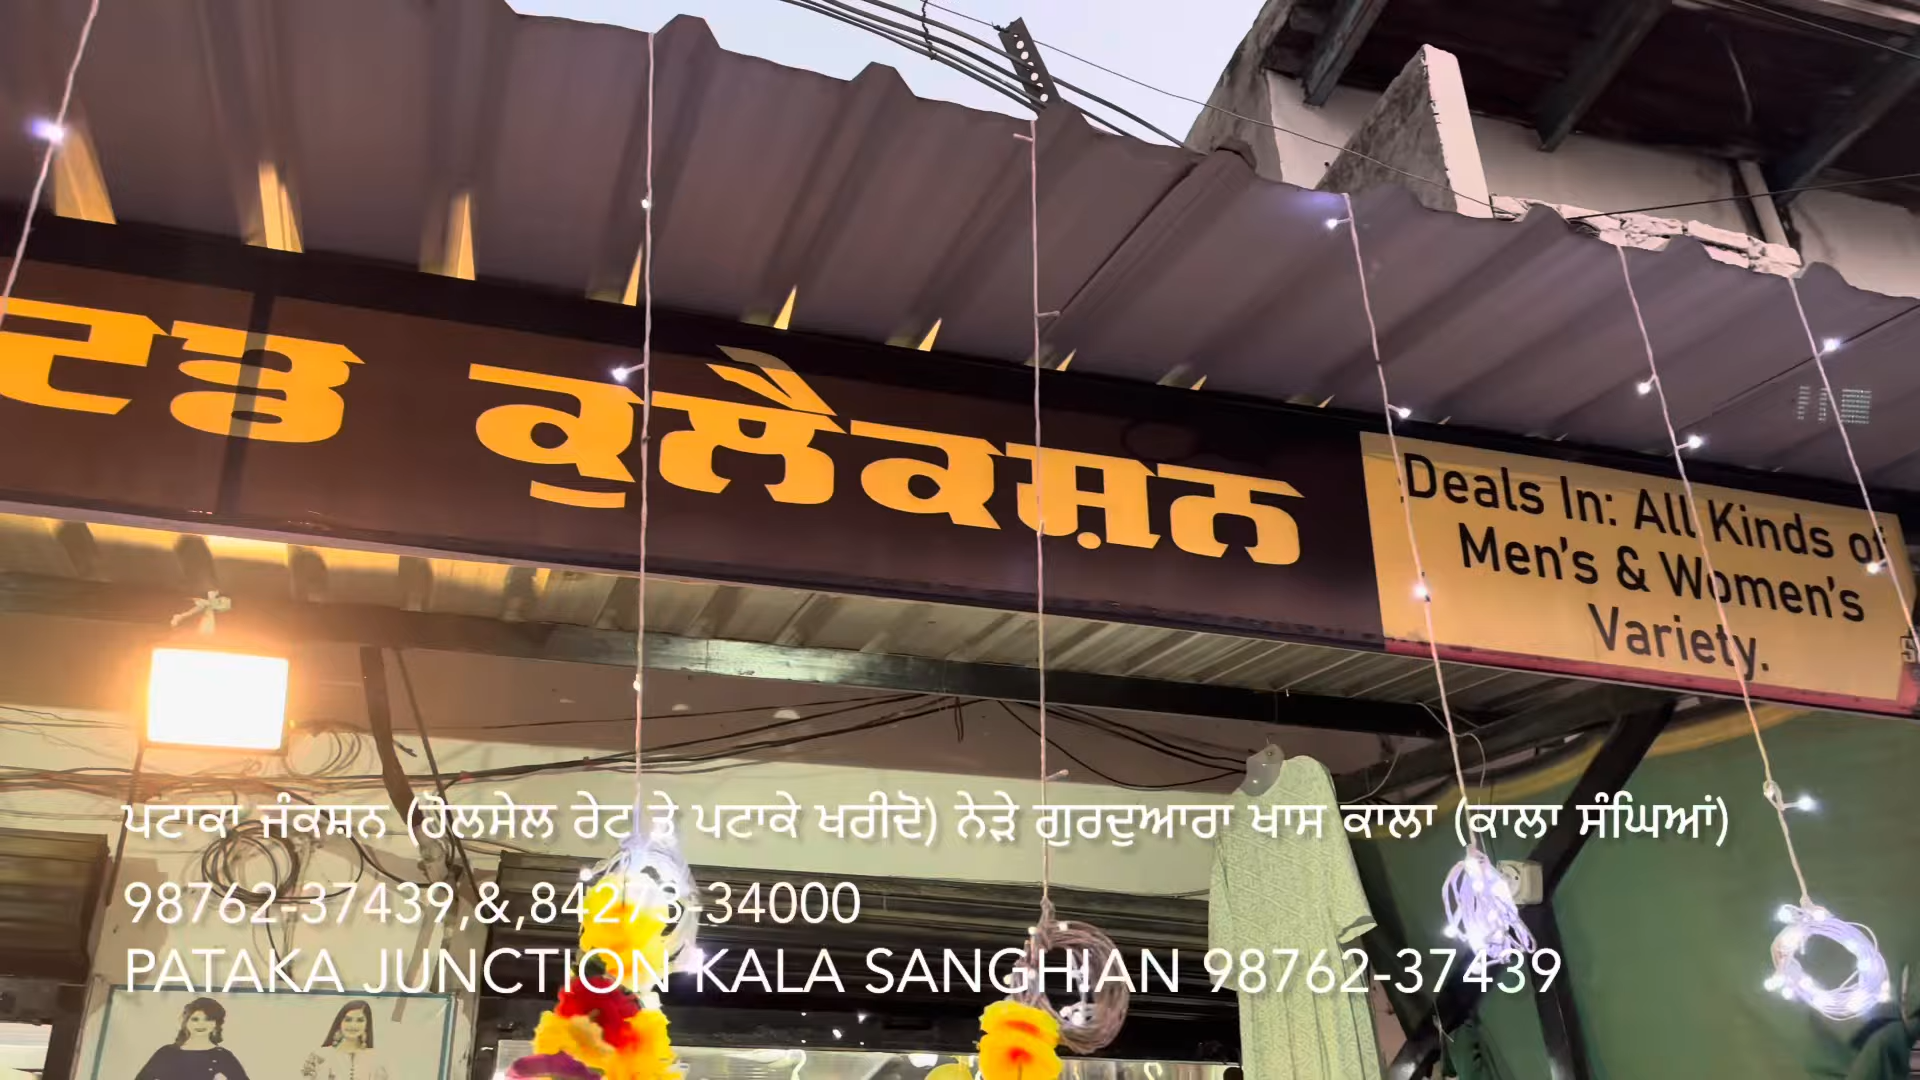 ਟਡ ਕੁਲੈਕਸ਼ਨ
Deals In: All Kinds of
Men's & Women's
Variety.
ਪਟਾਕਾ ਜੰਕਸ਼ਨ (ਹੋਲਸੇਲ ਰੇਟ ਤੇ ਪਟਾਕੇ ਖਰੀਦੋ) ਨੇੜੇ ਗੁਰਦੁਆਰਾ ਖਾਸ ਕਾਲਾ (ਕਾਲਾ ਸੰਘਿਆਂ)
98762-37439,&,84273-34000
PATAKA JUNCTION KALA SANGHIAN 98762-37439